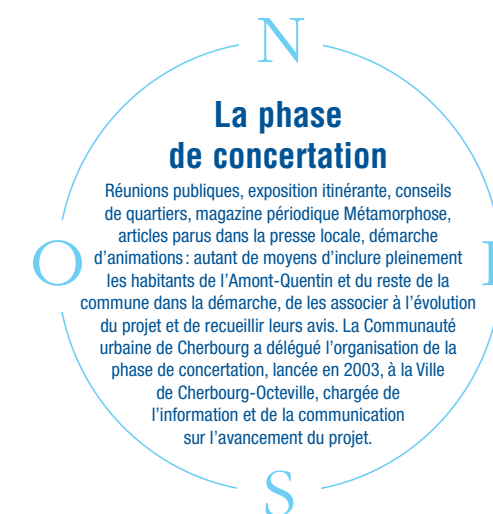 N
La phase
de concertation
Réunions publiques, exposition itinérante, conseils
de quartiers, magazine périodique Métamorphose,
articles parus dans la presse locale, démarche
d’animations : autant de moyens d’inclure pleinement
les habitants de l’Amont-Quentin et du reste de la
commune dans la démarche, de les associer à l’évolution
du projet et de recueillir leurs avis. La Communauté
urbaine de Cherbourg a délégué l’organisation de la
phase de concertation, lancée en 2003, à la Ville
de Cherbourg-Octeville, chargée de
l’information et de la communication
sur l’avancement du projet.
O
S